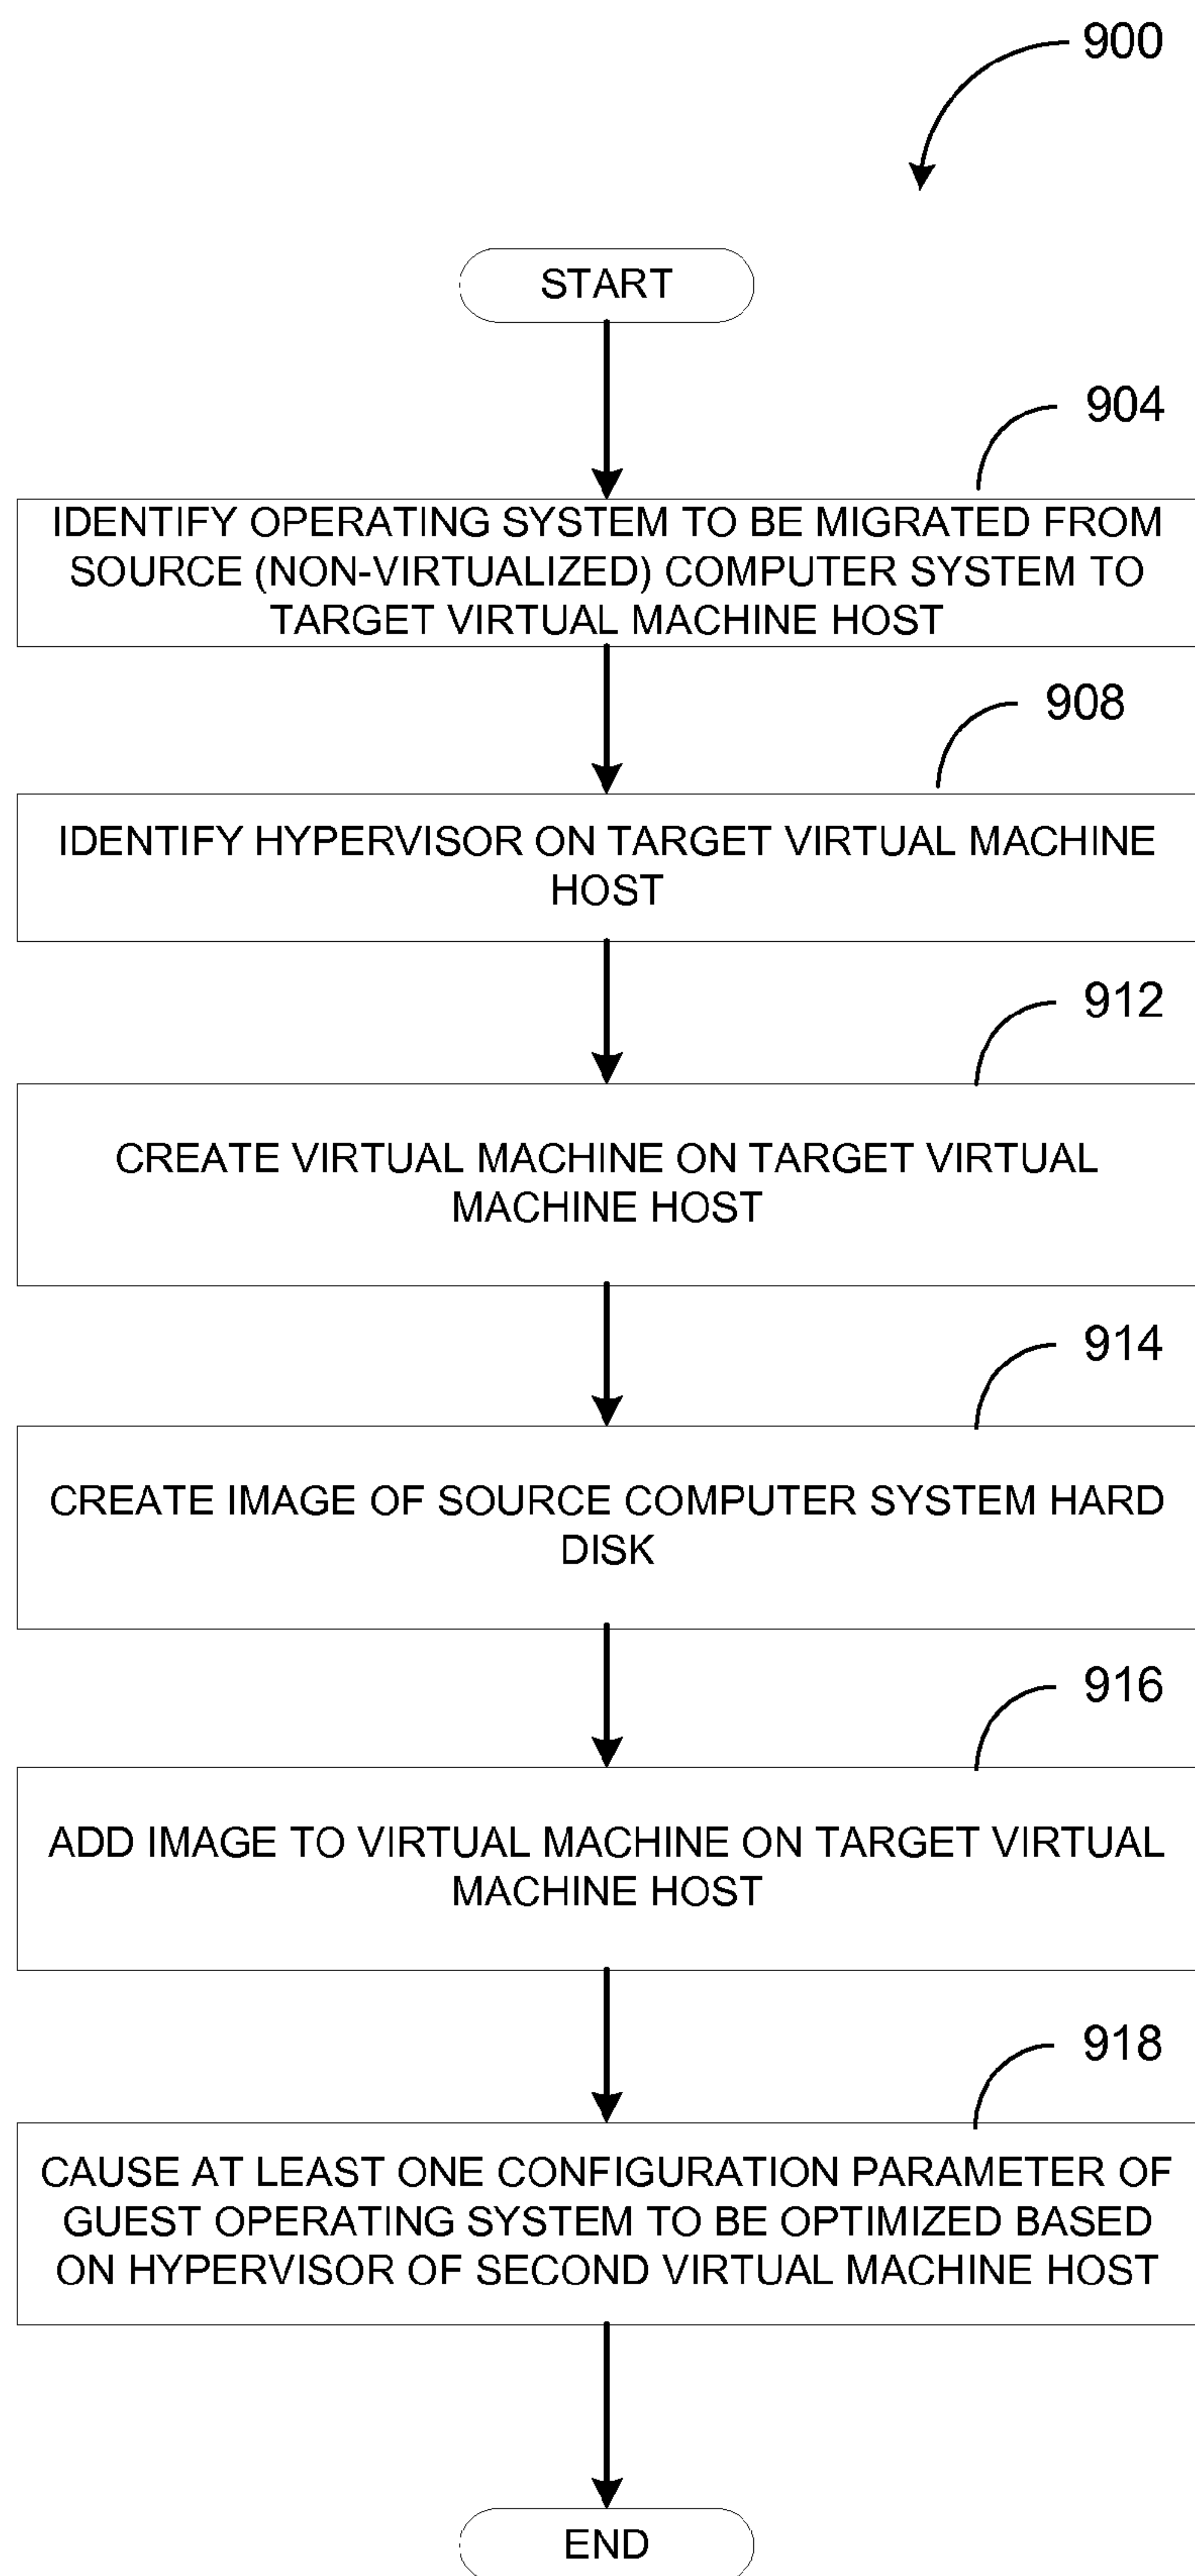 900
START
904
IDENTIFY OPERATING SYSTEM TO BE MIGRATED FROM
SOURCE (NON-VIRTUALIZED) COMPUTER SYSTEM TO
TARGET VIRTUAL MACHINE HOST
908
IDENTIFY HYPERVISOR ON TARGET VIRTUAL MACHINE
HOST
912
CREATE VIRTUAL MACHINE ON TARGET VIRTUAL
MACHINE HOST
914
CREATE IMAGE OF SOURCE COMPUTER SYSTEM HARD
DISK
916
ADD IMAGE TO VIRTUAL MACHINE ON TARGET VIRTUAL
MACHINE HOST
918
CAUSE AT LEAST ONE CONFIGURATION PARAMETER OF
GUEST OPERATING SYSTEM TO BE OPTIMIZED BASED
ON HYPERVISOR OF SECOND VIRTUAL MACHINE HOST
END